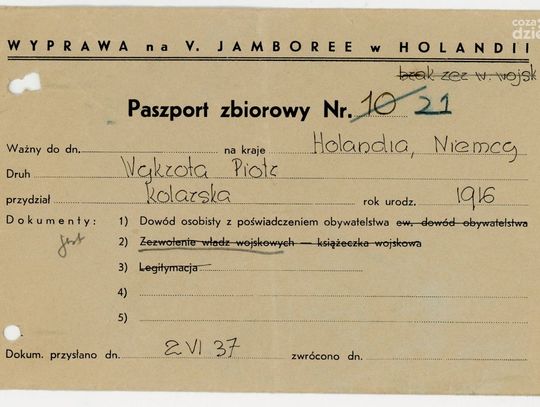 cozadzień
WYPRAWA na V. JAMBOREE w HOLANDII
brak zez w. wojsk
Paszport zbiorowy Nr. 10 21
Ważny do dn. na kraje Holandia, Niemcy
Druh Wykrota Piotr
przydział Kolarska rok urodz. 1916
Dokumenty: 1) Dowód osobisty z poświadczeniem obywatelstwa ew. dowód obywatelstwa
jest 2) Zezwolenie władz wojskowych — książeczka wojskowa
3) Legitymacja
4)
5)
Dokum. przysłano dn. 2 VI 37 zwrócono dn.